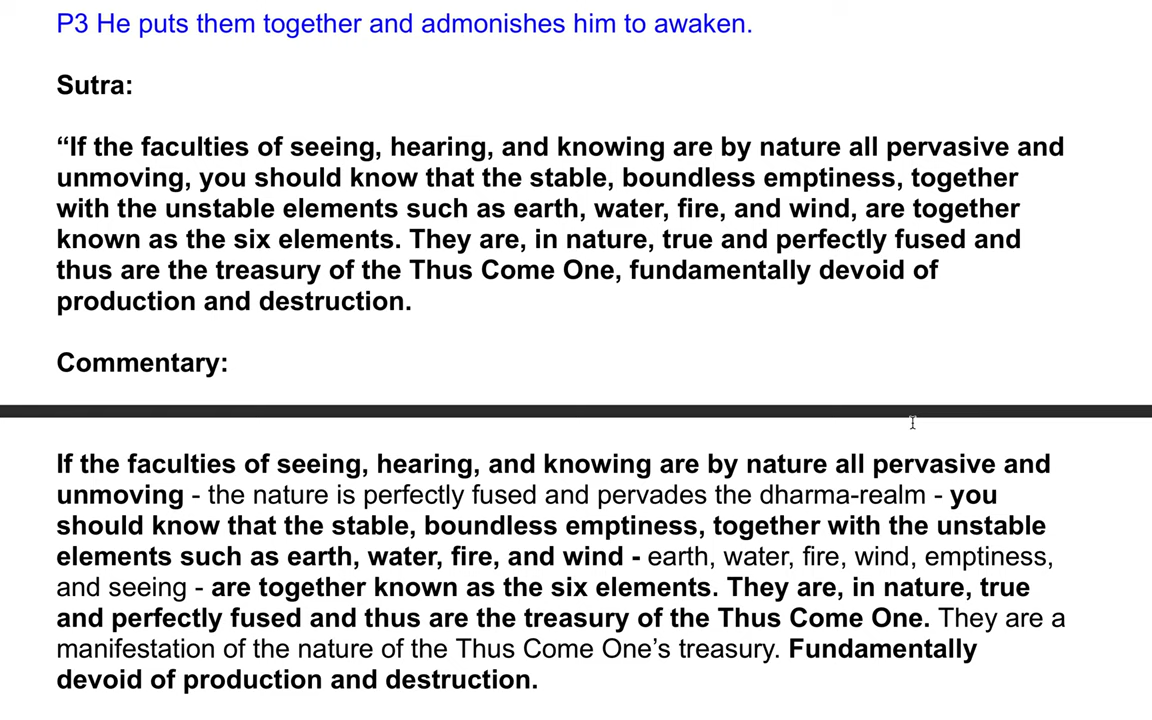 P3 He puts them together and admonishes him to awaken.
Sutra:
“If the faculties of seeing, hearing, and knowing are by nature all pervasive and
unmoving, you should know that the stable, boundless emptiness, together
with the unstable elements such as earth, water, fire, and wind, are together
known as the six elements. They are, in nature, true and perfectly fused and
thus are the treasury of the Thus Come One, fundamentally devoid of
production and destruction.
Commentary:
If the faculties of seeing, hearing, and knowing are by nature all pervasive and
unmoving - the nature is perfectly fused and pervades the dharma-realm - you
should know that the stable, boundless emptiness, together with the unstable
elements such as earth, water, fire, and wind - earth, water, fire, wind, emptiness,
and seeing - are together known as the six elements. They are, in nature, true
and perfectly fused and thus are the treasury of the Thus Come One. They are a
manifestation of the nature of the Thus Come One’s treasury. Fundamentally
devoid of production and destruction.